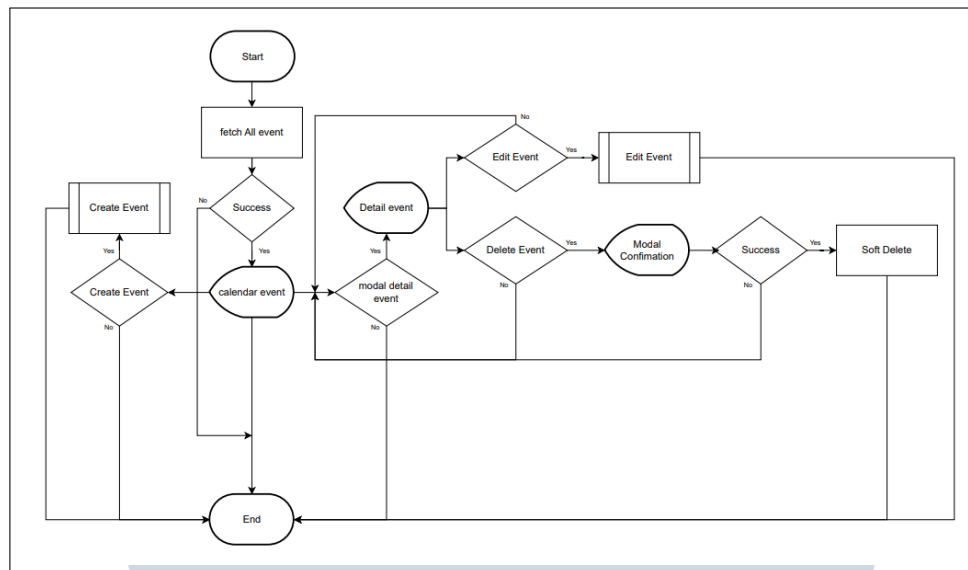 Start
fetch All event
No
Edit Event
Yes
Edit Event
Create Event
No
Success
Detail event
Yes
Yes
Yes
Delete Event
Yes
Modal
Confimation
Success
Yes
Soft Delete
Create Event
calendar event
modal detail
event
No
No
No
No
End